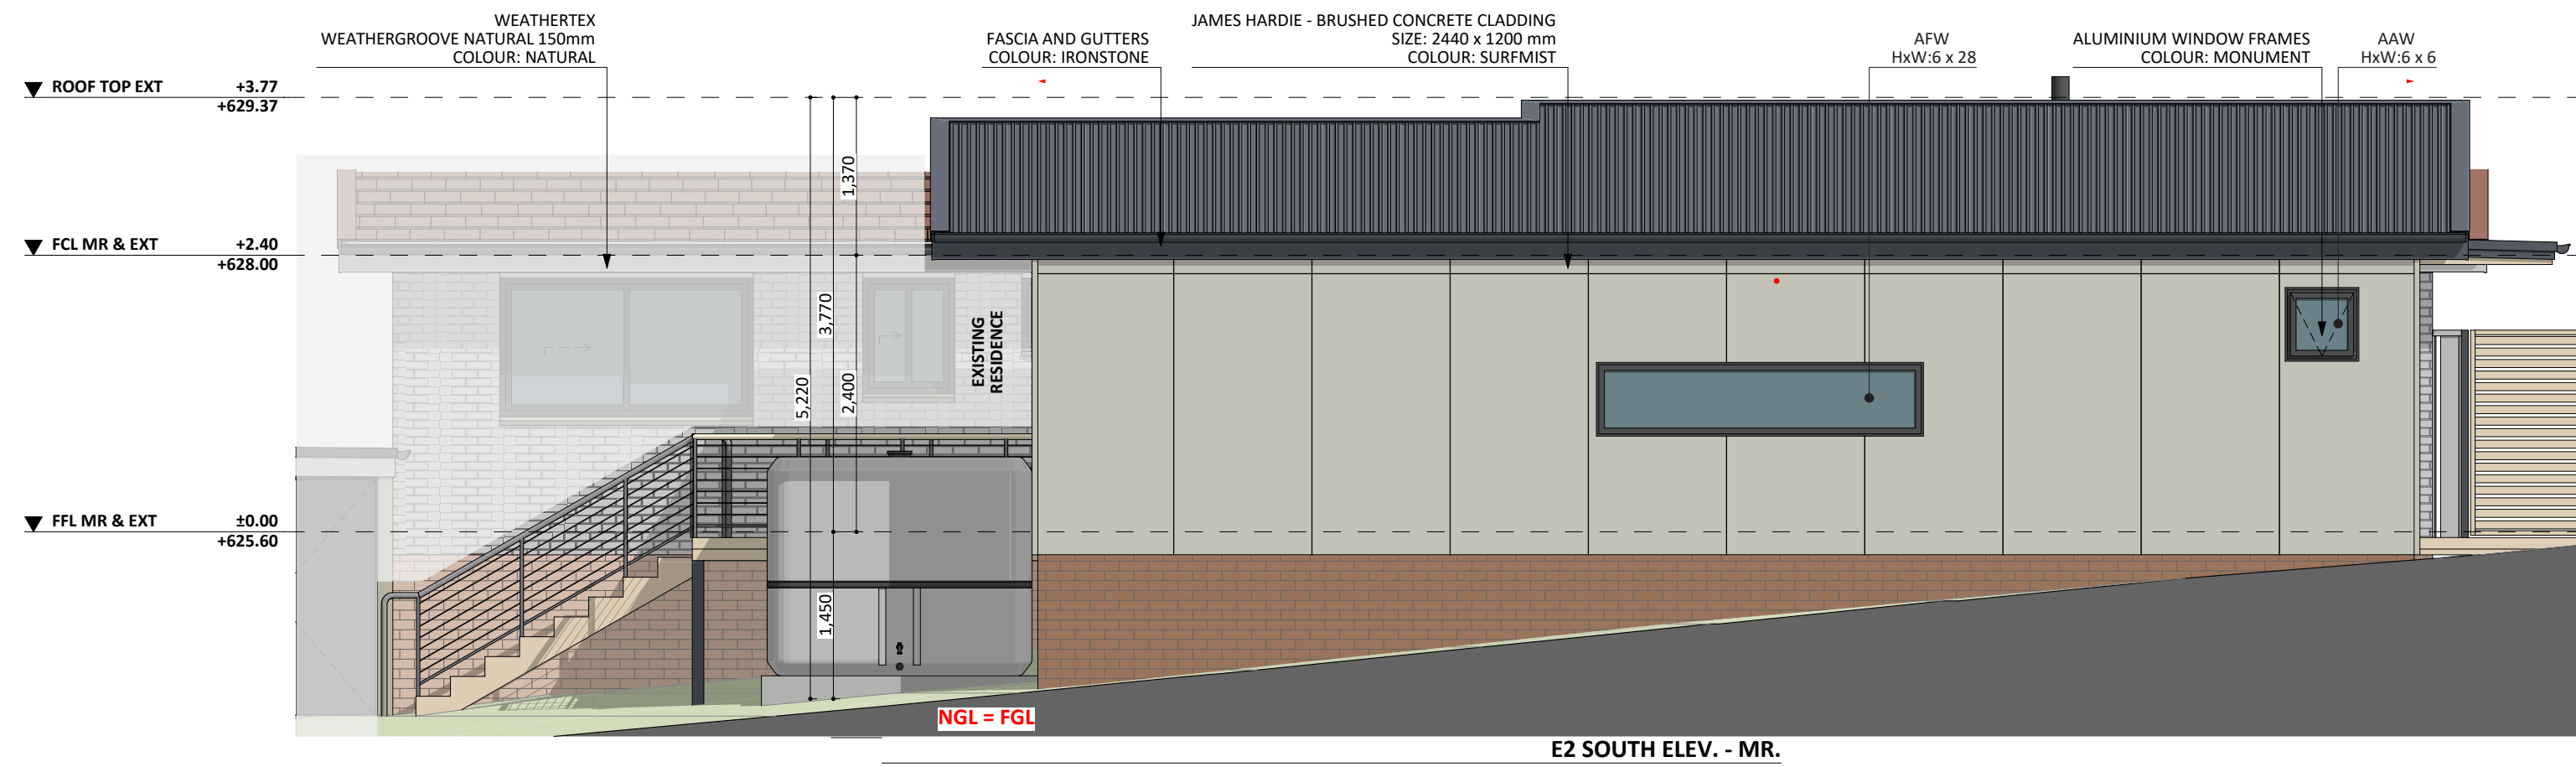 WEATHERTEX
WEATHERGROOVE NATURAL 150mm
COLOUR: NATURAL
FASCIA AND GUTTERS
COLOUR: IRONSTONE
JAMES HARDIE - BRUSHED CONCRETE CLADDING
SIZE: 2440 x 1200 mm
COLOUR: SURFMIST
AFW
HxW:6 x 28
ALUMINIUM WINDOW FRAMES
COLOUR: MONUMENT
AAW
HxW:6 x 6
ROOF TOP EXT +3.77
+629.37
1,370
FCL MR & EXT +2.40
+628.00
3,770
EXISTING
RESIDENCE
5,220
2,400
FFL MR & EXT ±0.00
+625.60
1,450
NGL = FGL
E2 SOUTH ELEV. - MR.